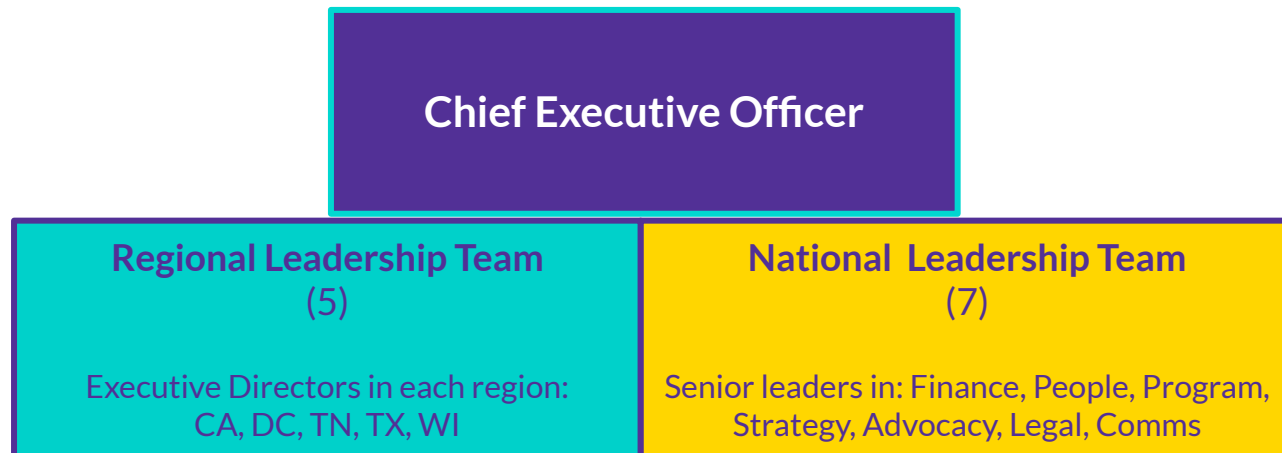 Chief Executive Officer
Regional Leadership Team
(5)
Executive Directors in each region:
CA, DC, TN, TX, WI
National  Leadership Team
(7)
Senior leaders in: Finance, People, Program,
Strategy, Advocacy, Legal, Comms